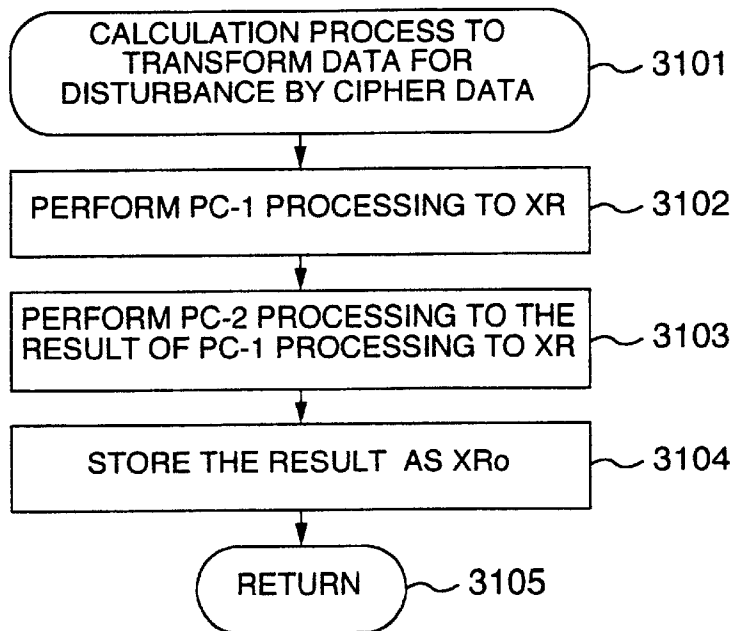 CALCULATION PROCESS TO
TRANSFORM DATA FOR
DISTURBANCE BY CIPHER DATA
3101
PERFORM PC-1 PROCESSING TO XR
3102
PERFORM PC-2 PROCESSING TO THE
RESULT OF PC-1 PROCESSING TO XR
3103
STORE THE RESULT AS XRo
3104
RETURN
3105